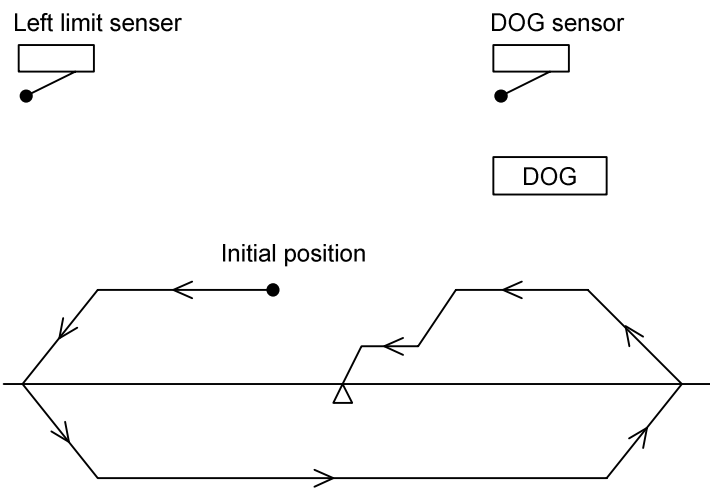 Left limit senser
DOG sensor
DOG
Initial position